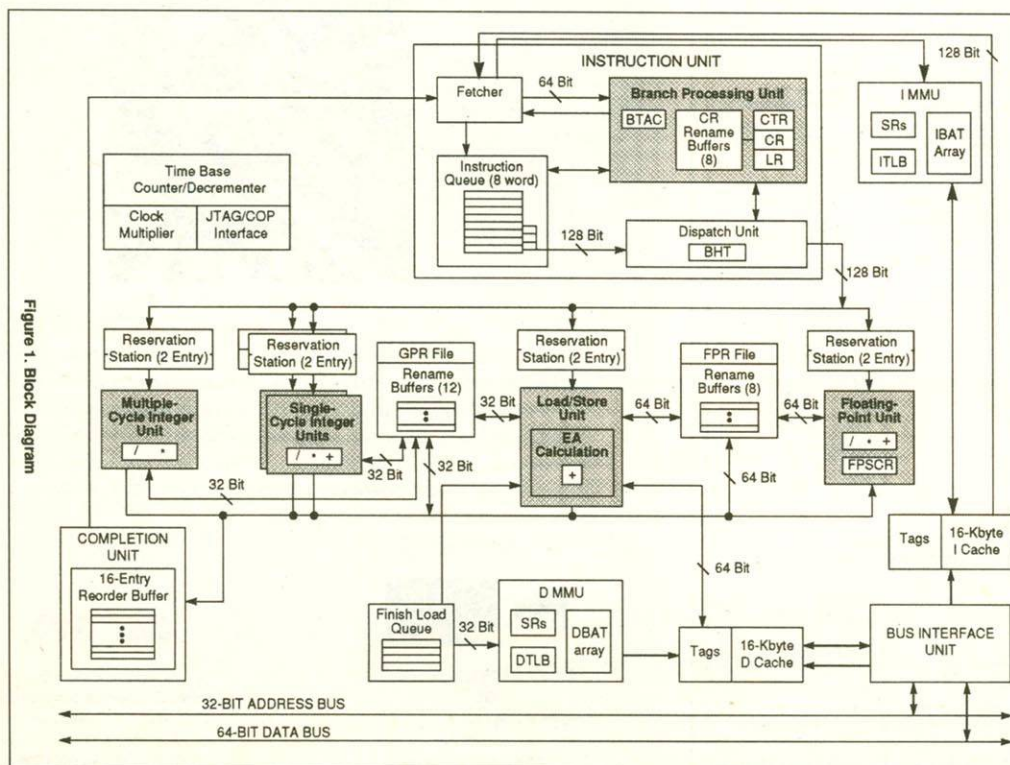 INSTRUCTION UNIT
128 Bit
Fetcher
64 Bit
Branch Processing Unit
BTAC
CR
Rename
Buffers
(8)
CTR
CR
LR
I MMU
SRs
ITLB
IBAT
Array
Instruction
Queue (8 word)
128 Bit
Dispatch Unit
BHT
128 Bit
Time Base
Counter/Decrementer
Clock
Multiplier
JTAG/COP
Interface
Figure 1. Block Diagram
Reservation
Station (2 Entry)
Reservation
Station (2 Entry)
GPR File
Rename
Buffers (12)
Reservation
Station (2 Entry)
FPR File
Rename
Buffers (8)
Reservation
Station (2 Entry)
Multiple-
Cycle Integer
Unit
/ •
Single-
Cycle Integer
Units
/ • +
32 Bit
Load/Store
Unit
EA
Calculation
+
64 Bit
64 Bit
Floating-
Point Unit
/ • +
FPSCR
32 Bit
32 Bit
32 Bit
64 Bit
COMPLETION
UNIT
16-Entry
Reorder Buffer
64 Bit
Tags
16-Kbyte
I Cache
Finish Load
Queue
32 Bit
D MMU
SRs
DTLB
DBAT
array
Tags
16-Kbyte
D Cache
BUS INTERFACE
UNIT
32-BIT ADDRESS BUS
64-BIT DATA BUS